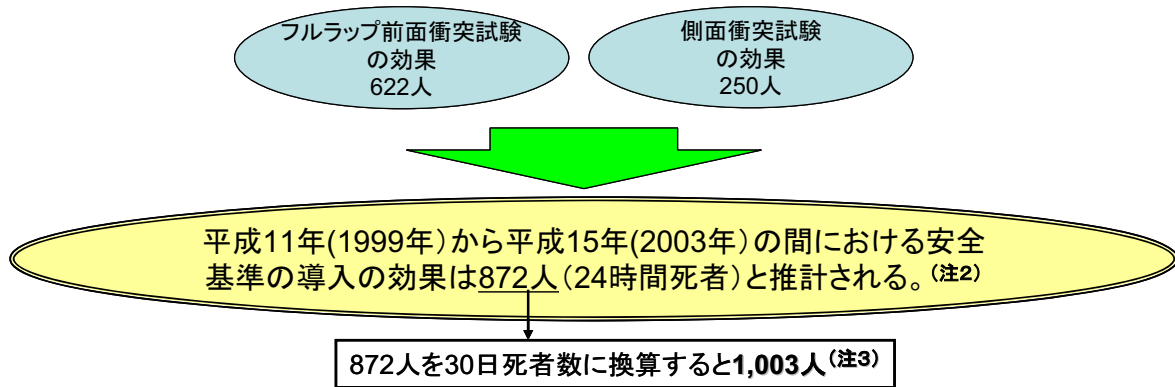 フルラップ前面衝突試験
の効果
622人
側面衝突試験
の効果
250人
平成11年(1999年)から平成15年(2003年)の間における安全
基準の導入の効果は872人(24時間死者)と推計される。(注2)
872人を30日死者数に換算すると1,003人(注3)